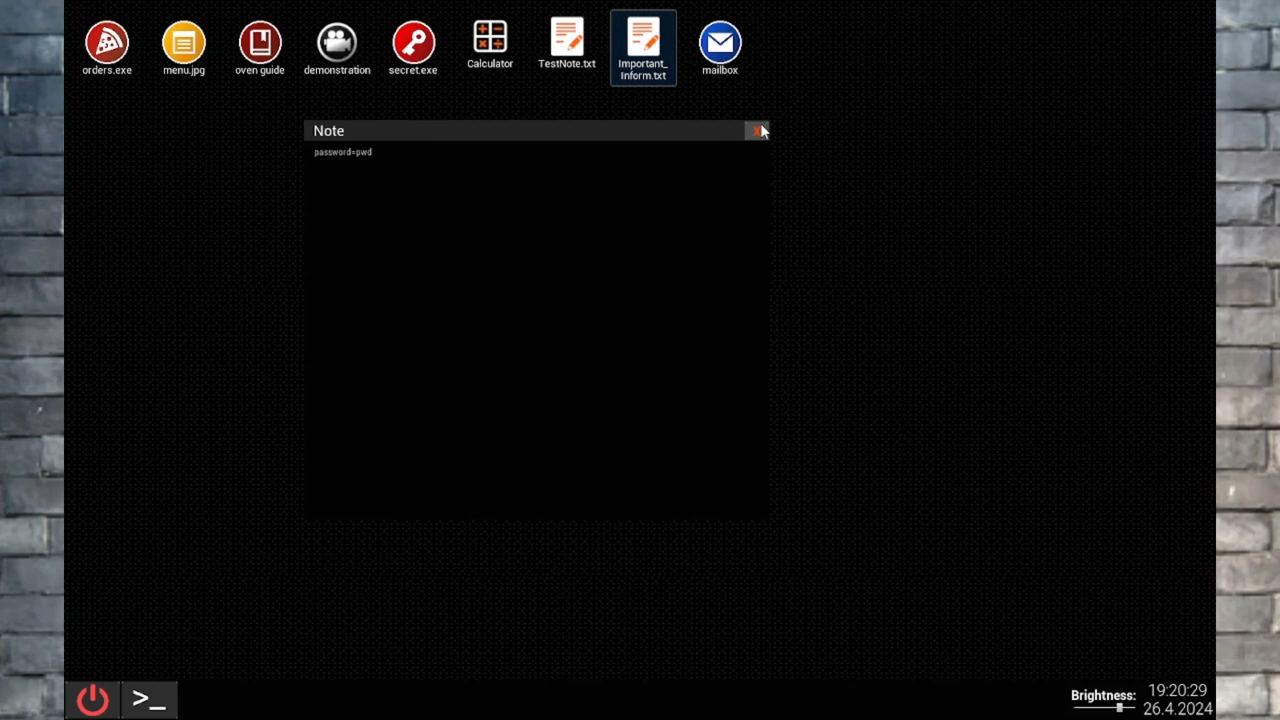 orders.exe
menu.jpg
oven guide
demonstration
secret.exe
Calculator
TestNote.txt
Important_
Inform.txt
mailbox
Note
X
password=pwd
>_
Brightness:
19:20:29
26.4.2024